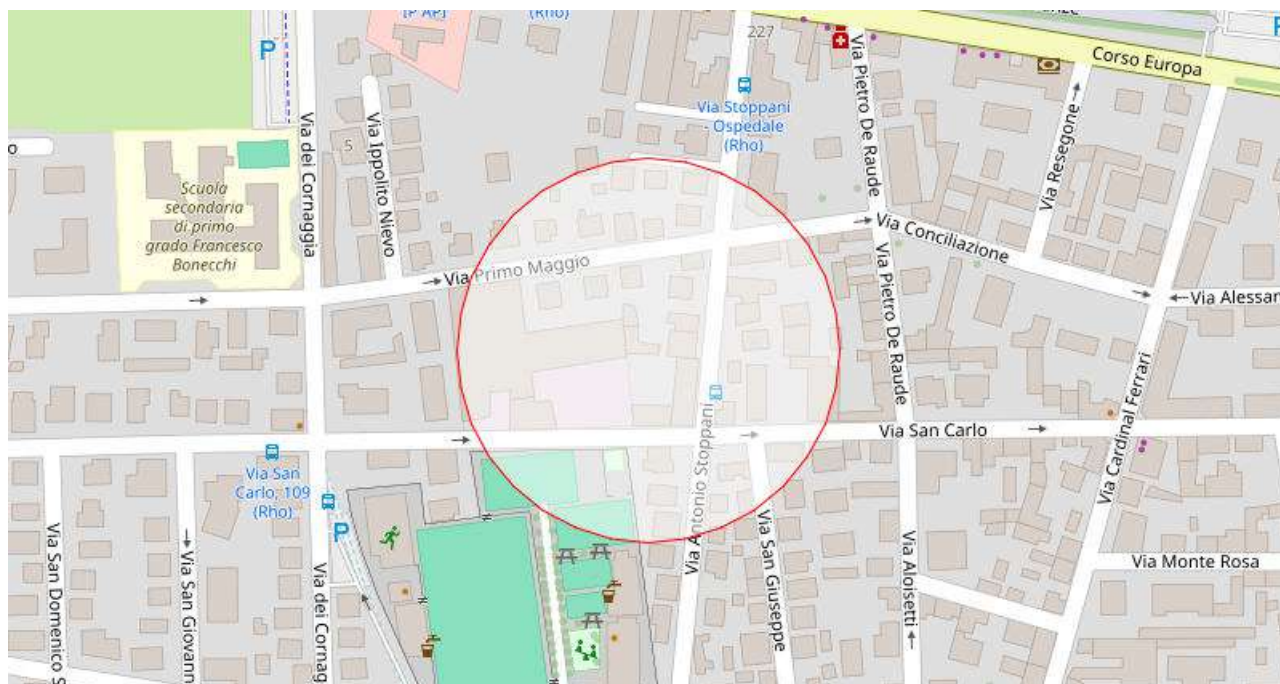 [P AP]
(Rho)
227
Corso Europa
P
P
Via Pietro De Raude
Via Stoppani
- Ospedale
(Rho)
Via dei Cornaggia
Via Ippolito Nievo
5
o
Via Resegone
Scuola
secondaria
di primo
grado Francesco
Bonecchi
Via Conciliazione
Via Primo Maggio
Via Pietro De Raude
Via Alessan
Via Cardinal Ferrari
Via San Carlo
Via Antonio Stoppani
Via San
Carlo, 109
(Rho)
P
Via San Domenico S
Via San Giovann
Via dei Cornag
Via San Giuseppe
Via Aloisetti
Via Monte Rosa